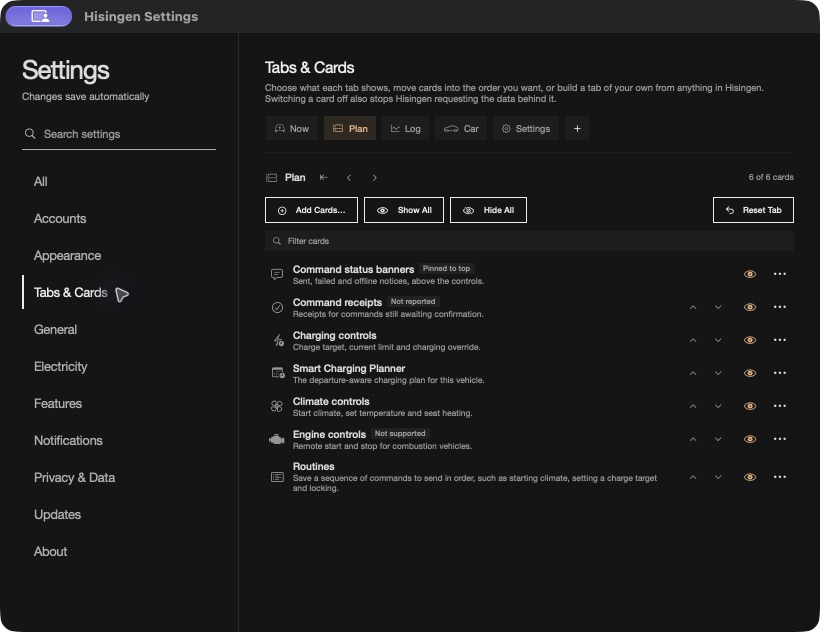 Hisingen Settings
Settings
Changes save automatically
Search settings
All
Accounts
Appearance
Tabs & Cards
General
Electricity
Features
Notifications
Privacy & Data
Updates
About
Tabs & Cards
Choose what each tab shows, move cards into the order you want, or build a tab of your own from anything in Hisingen.
Switching a card off also stops Hisingen requesting the data behind it.
Now
Plan
Log
Car
Settings
+
Plan
6 of 6 cards
Add Cards...
Show All
Hide All
Reset Tab
Filter cards
Command status banners Pinned to top
Sent, failed and offline notices, above the controls.
Command receipts Not reported
Receipts for commands still awaiting confirmation.
Charging controls
Charge target, current limit and charging override.
Smart Charging Planner
The departure-aware charging plan for this vehicle.
Climate controls
Start climate, set temperature and seat heating.
Engine controls Not supported
Remote start and stop for combustion vehicles.
Routines
Save a sequence of commands to send in order, such as starting climate, setting a charge target
and locking.